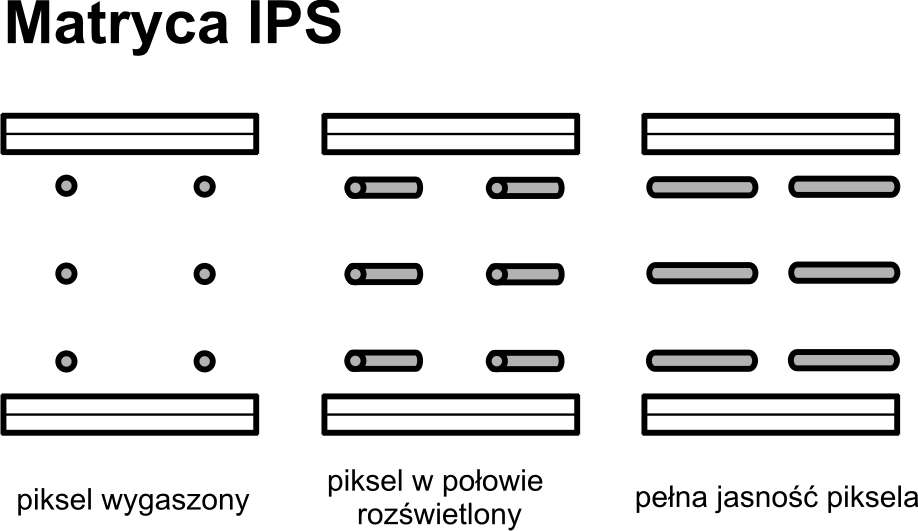 Matryca IPS
piksel wygaszony
piksel w połowie
rozświetlony
pełna jasność piksela